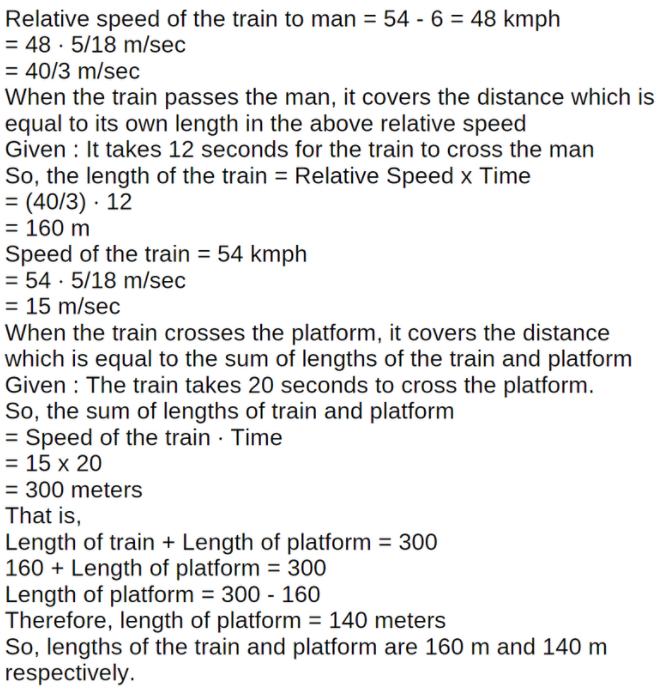 Relative speed of the train to man = 54 - 6 = 48 kmph
= 48 · 5/18 m/sec
= 40/3 m/sec
When the train passes the man, it covers the distance which is
equal to its own length in the above relative speed
Given : It takes 12 seconds for the train to cross the man
So, the length of the train = Relative Speed x Time
= (40/3) · 12
= 160 m
Speed of the train = 54 kmph
= 54 · 5/18 m/sec
= 15 m/sec
When the train crosses the platform, it covers the distance
which is equal to the sum of lengths of the train and platform
Given : The train takes 20 seconds to cross the platform.
So, the sum of lengths of train and platform
= Speed of the train · Time
= 15 x 20
= 300 meters
That is,
Length of train + Length of platform = 300
160 + Length of platform = 300
Length of platform = 300 - 160
Therefore, length of platform = 140 meters
So, lengths of the train and platform are 160 m and 140 m
respectively.